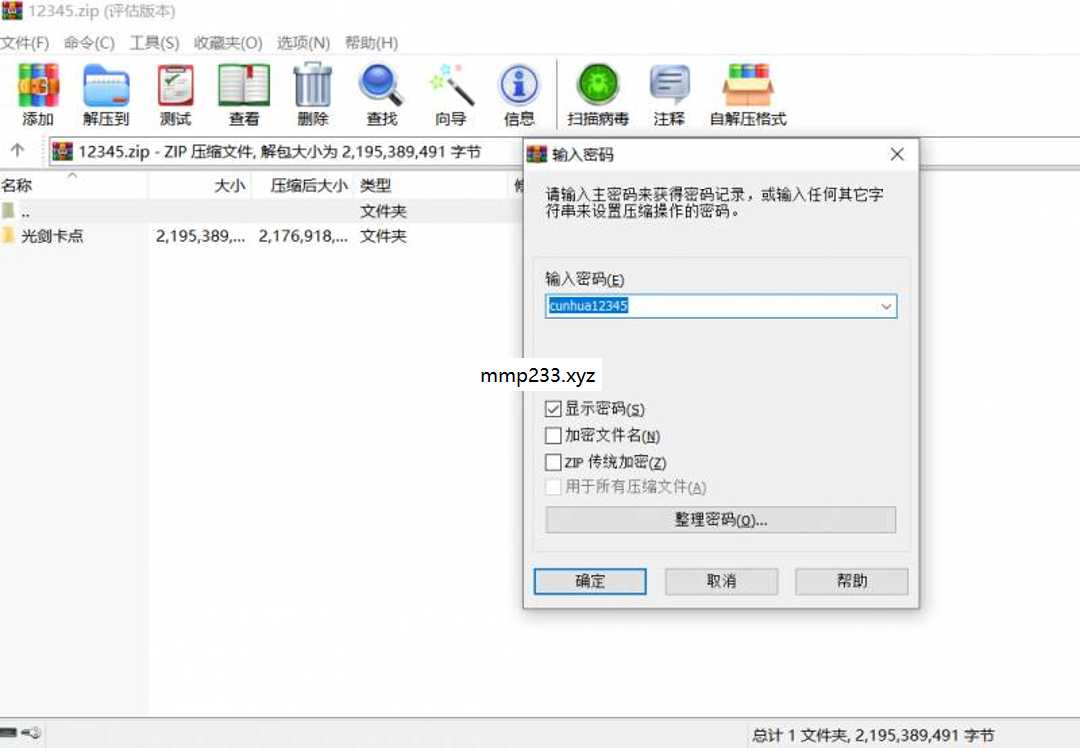 12345.zip (评估版本)
文件(F) 命令(C) 工具(S) 收藏夹(O) 选项(N) 帮助(H)
添加 解压到 测试 查看 删除 查找 向导 信息 扫描病毒 注释 自解压格式
12345.zip - ZIP 压缩文件, 解包大小为 2,195,389,491 字节
名称 大小 压缩后大小 类型
.. 文件夹
光剑卡点 2,195,389,... 2,176,918,... 文件夹
输入密码
请输入主密码来获得密码记录，或输入任何其它字
符串来设置压缩操作的密码。
输入密码(E)
cunhua12345
mmp233.xyz
显示密码(S)
加密文件名(N)
ZIP 传统加密(Z)
用于所有压缩文件(A)
整理密码(O)...
确定 取消 帮助
总计 1 文件夹, 2,195,389,491 字节